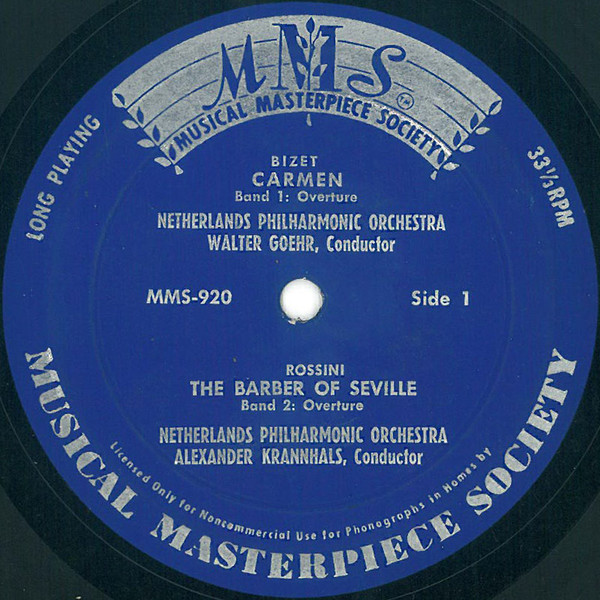 MMS
TM
MUSICAL MASTERPIECE SOCIETY
LONG PLAYING
33 1/3 RPM
BIZET
CARMEN
Band 1: Overture
NETHERLANDS PHILHARMONIC ORCHESTRA
WALTER GOEHR, Conductor
MMS-920
Side 1
ROSSINI
THE BARBER OF SEVILLE
Band 2: Overture
NETHERLANDS PHILHARMONIC ORCHESTRA
ALEXANDER KRANNHALS, Conductor
Licensed Only for Noncommercial Use for Phonographs in Homes by
MUSICAL MASTERPIECE SOCIETY